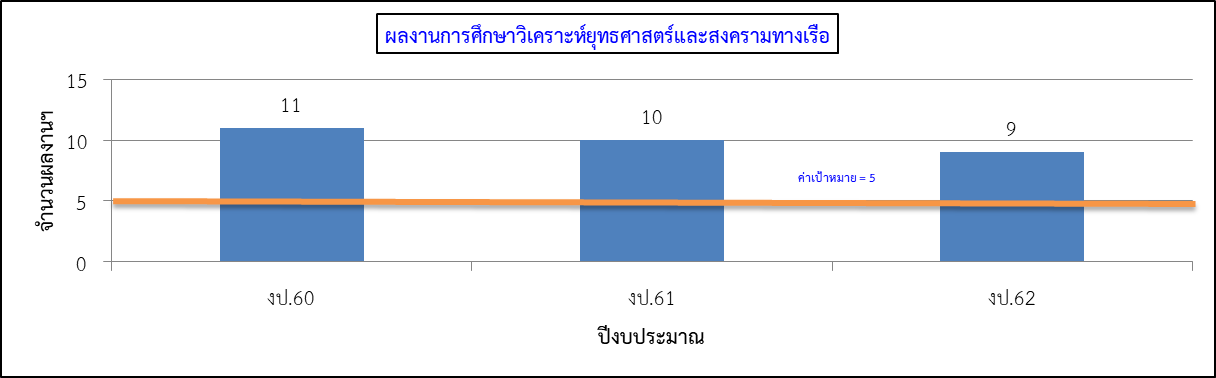 ผลงานการศึกษาวิเคราะห์ยุทธศาสตร์และสงครามทางเรือ
จำนวนผลงานฯ
15
10
5
0
11
10
9
ค่าเป้าหมาย = 5
งป.60
งป.61
งป.62
ปีงบประมาณ